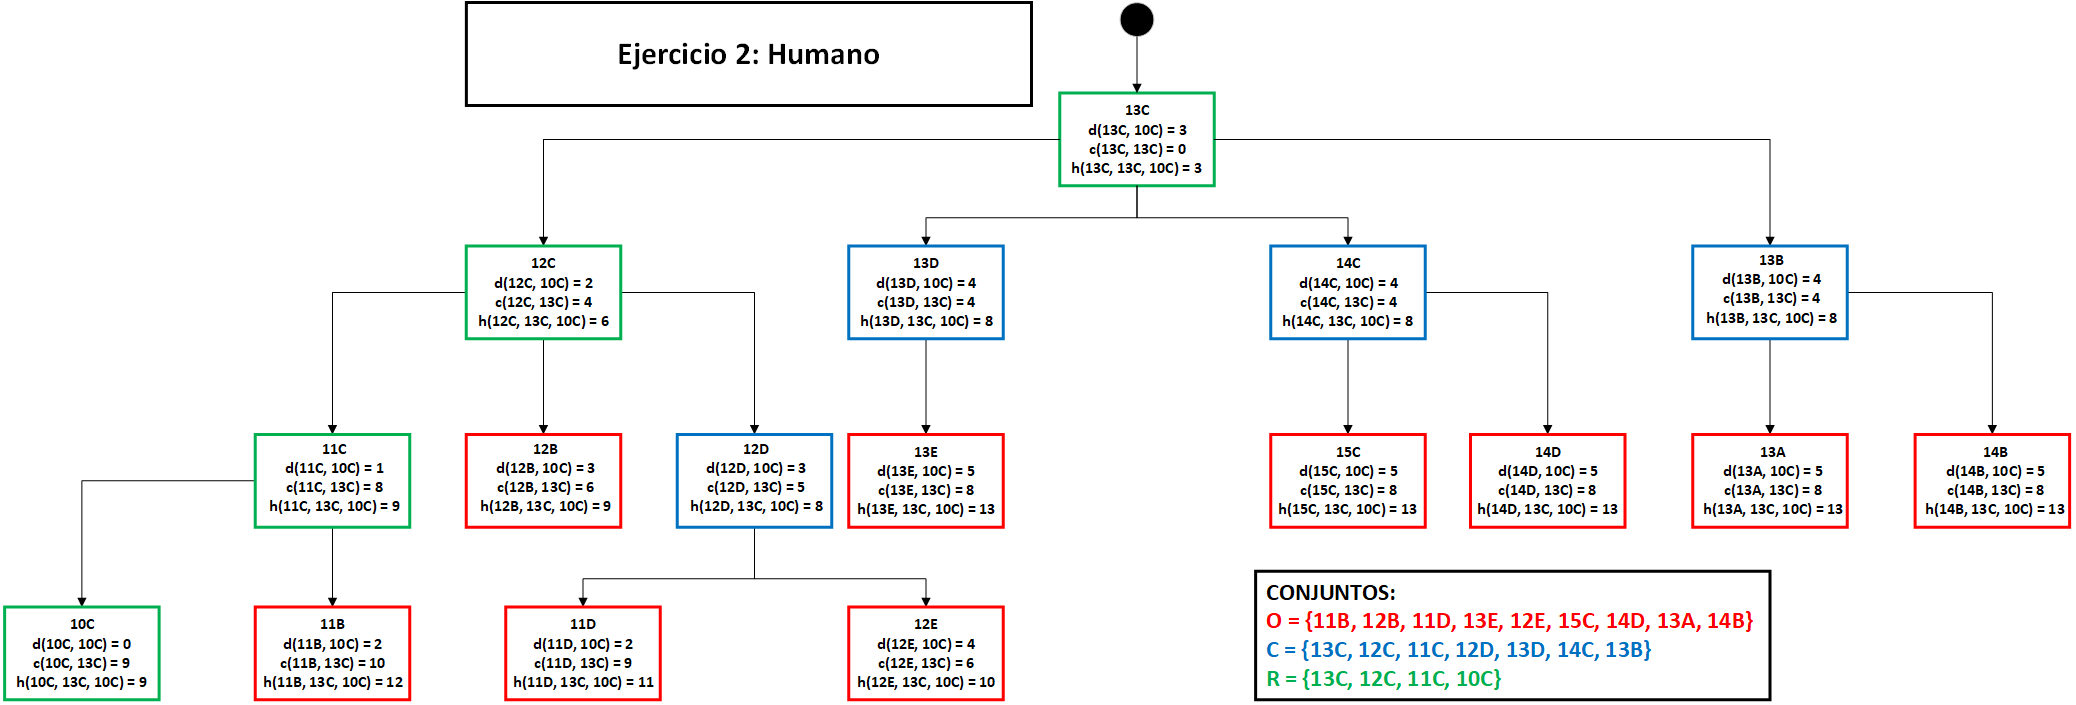 Ejercicio 2: Humano
13C
d(13C, 10C) = 3
c(13C, 13C) = 0
h(13C, 13C, 10C) = 3
12C
d(12C, 10C) = 2
c(12C, 13C) = 4
h(12C, 13C, 10C) = 6
13D
d(13D, 10C) = 4
c(13D, 13C) = 4
h(13D, 13C, 10C) = 8
14C
d(14C, 10C) = 4
c(14C, 13C) = 4
h(14C, 13C, 10C) = 8
13B
d(13B, 10C) = 4
c(13B, 13C) = 4
h(13B, 13C, 10C) = 8
11C
d(11C, 10C) = 1
c(11C, 13C) = 8
h(11C, 13C, 10C) = 9
12B
d(12B, 10C) = 3
c(12B, 13C) = 6
h(12B, 13C, 10C) = 9
12D
d(12D, 10C) = 3
c(12D, 13C) = 5
h(12D, 13C, 10C) = 8
13E
d(13E, 10C) = 5
c(13E, 13C) = 8
h(13E, 13C, 10C) = 13
15C
d(15C, 10C) = 5
c(15C, 13C) = 8
h(15C, 13C, 10C) = 13
14D
d(14D, 10C) = 5
c(14D, 13C) = 8
h(14D, 13C, 10C) = 13
13A
d(13A, 10C) = 5
c(13A, 13C) = 8
h(13A, 13C, 10C) = 13
14B
d(14B, 10C) = 5
c(14B, 13C) = 8
h(14B, 13C, 10C) = 13
10C
d(10C, 10C) = 0
c(10C, 13C) = 9
h(10C, 13C, 10C) = 9
11B
d(11B, 10C) = 2
c(11B, 13C) = 10
h(11B, 13C, 10C) = 12
11D
d(11D, 10C) = 2
c(11D, 13C) = 9
h(11D, 13C, 10C) = 11
12E
d(12E, 10C) = 4
c(12E, 13C) = 6
h(12E, 13C, 10C) = 10
CONJUNTOS:
O = {11B, 12B, 11D, 13E, 12E, 15C, 14D, 13A, 14B}
C = {13C, 12C, 11C, 12D, 13D, 14C, 13B}
R = {13C, 12C, 11C, 10C}